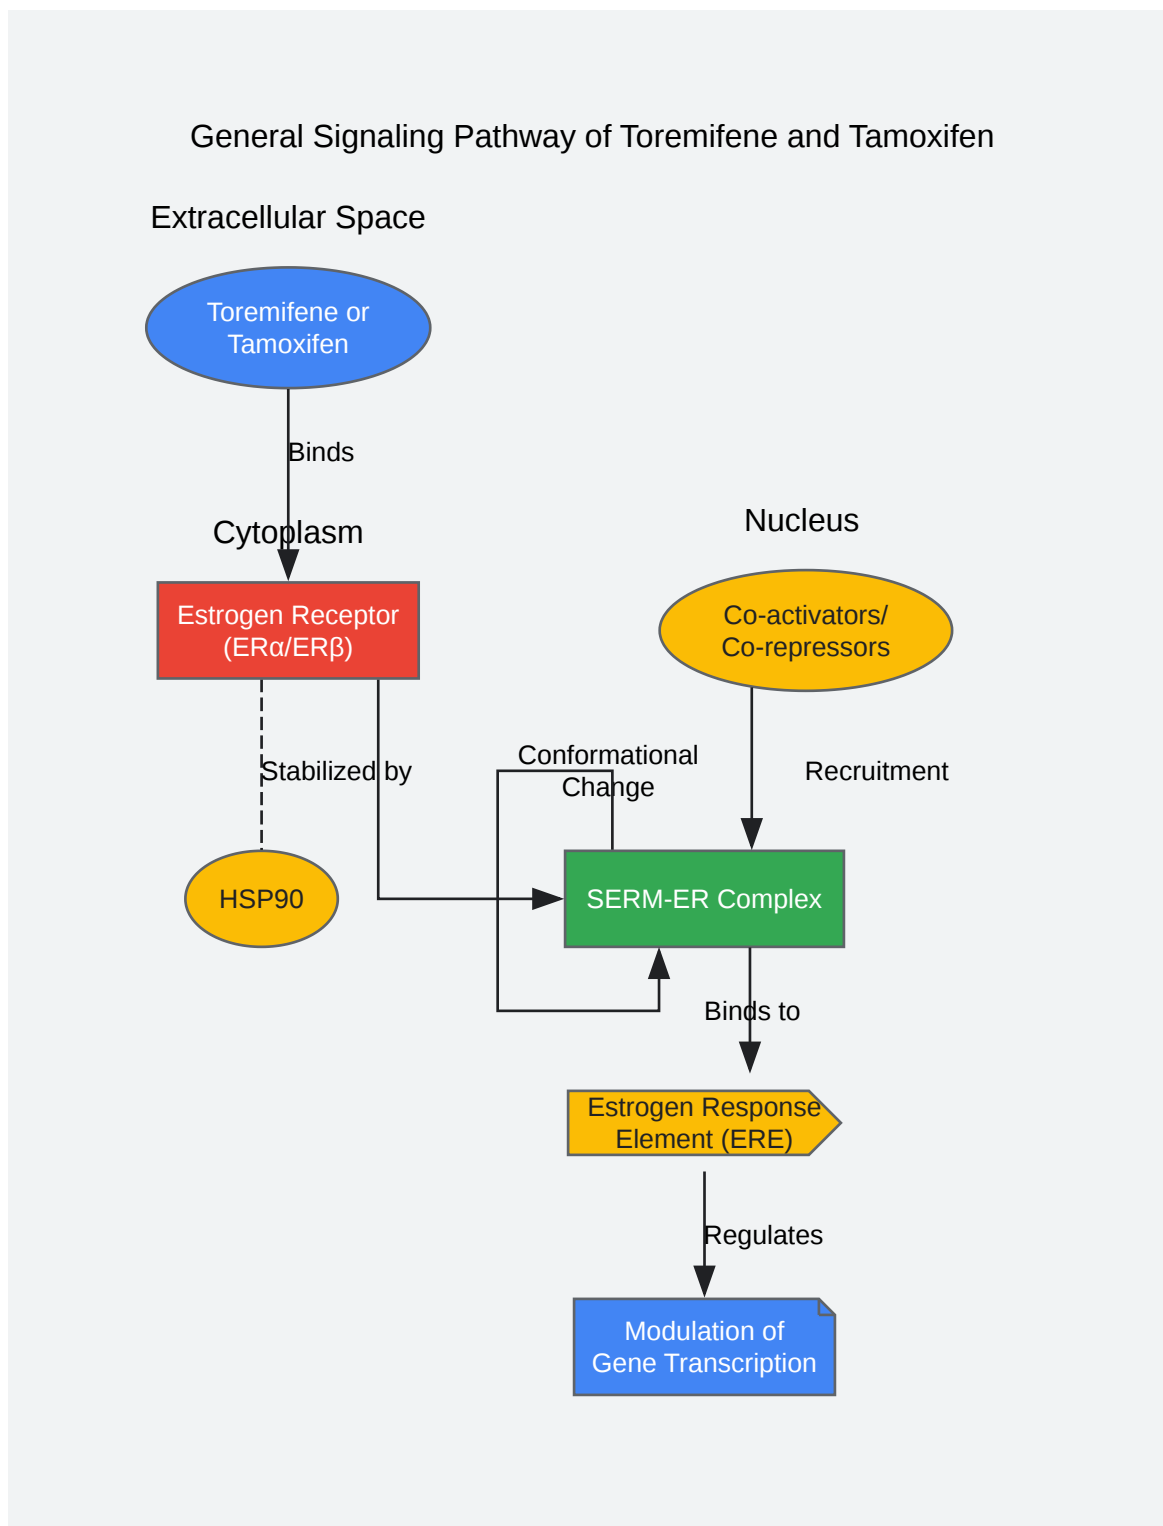 General Signaling Pathway of Toremifene and Tamoxifen
Extracellular Space
Toremifene or
Tamoxifen
Binds
Cytoplasm
Nucleus
Estrogen Receptor
(ERα/ERβ)
Co-activators/
Co-repressors
Stabilized by
Conformational
Change
Recruitment
HSP90
SERM-ER Complex
Binds to
Estrogen Response
Element (ERE)
Regulates
Modulation of
Gene Transcription